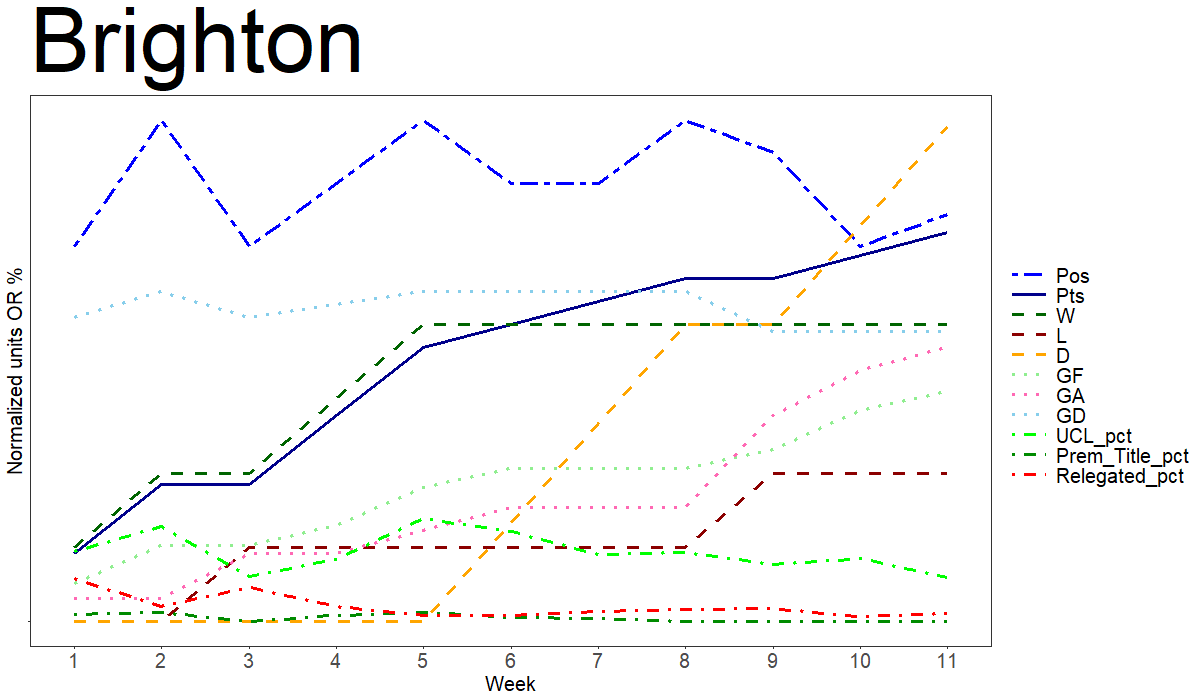 Brighton
Normalized units OR %
Pos
Pts
W
L
D
GF
GA
GD
UCL_pct
Prem_Title_pct
Relegated_pct
1 2 3 4 5 6 7 8 9 10 11
Week